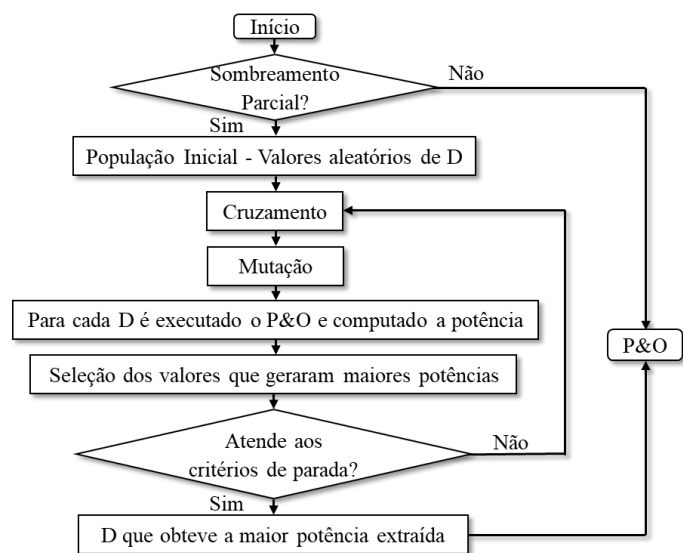 Início
Sombreamento
Parcial?
Não
Sim
População Inicial - Valores aleatórios de D
Cruzamento
Mutação
Para cada D é executado o P&O e computado a potência
P&O
Seleção dos valores que geraram maiores potências
Atende aos
critérios de parada?
Não
Sim
D que obteve a maior potência extraída